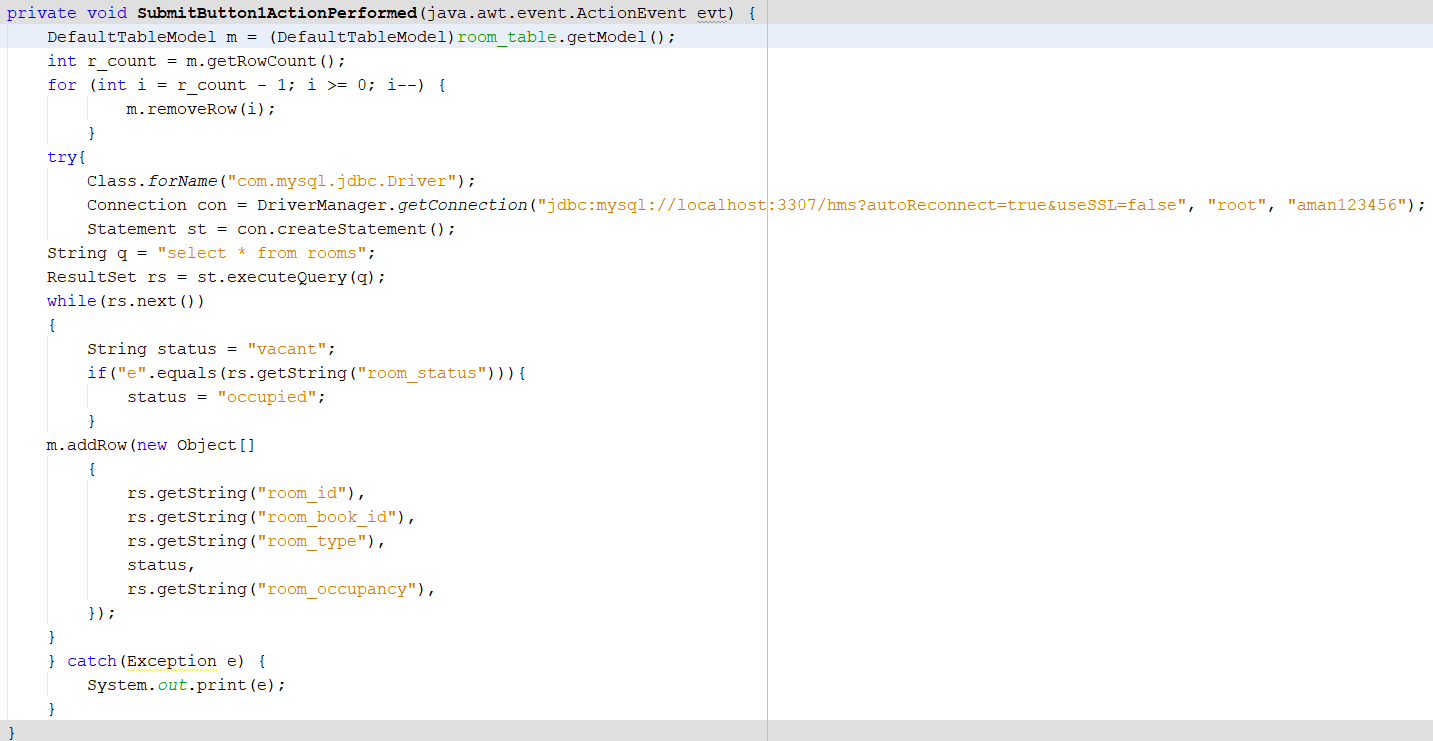 private void SubmitButton1ActionPerformed(java.awt.event.ActionEvent evt) {
    DefaultTableModel m = (DefaultTableModel)room_table.getModel();
    int r_count = m.getRowCount();
    for (int i = r_count - 1; i >= 0; i--) {
            m.removeRow(i);
        }
    try{
        Class.forName("com.mysql.jdbc.Driver");
        Connection con = DriverManager.getConnection("jdbc:mysql://localhost:3307/hms?autoReconnect=true&useSSL=false", "root", "aman123456");
        Statement st = con.createStatement();
    String q = "select * from rooms";
    ResultSet rs = st.executeQuery(q);
    while(rs.next())
    {
        String status = "vacant";
        if("e".equals(rs.getString("room_status"))){
            status = "occupied";
        }
    m.addRow(new Object[]
        {
            rs.getString("room_id"),
            rs.getString("room_book_id"),
            rs.getString("room_type"),
            status,
            rs.getString("room_occupancy"),
        });
    }
    } catch(Exception e) {
        System.out.print(e);
    }
}